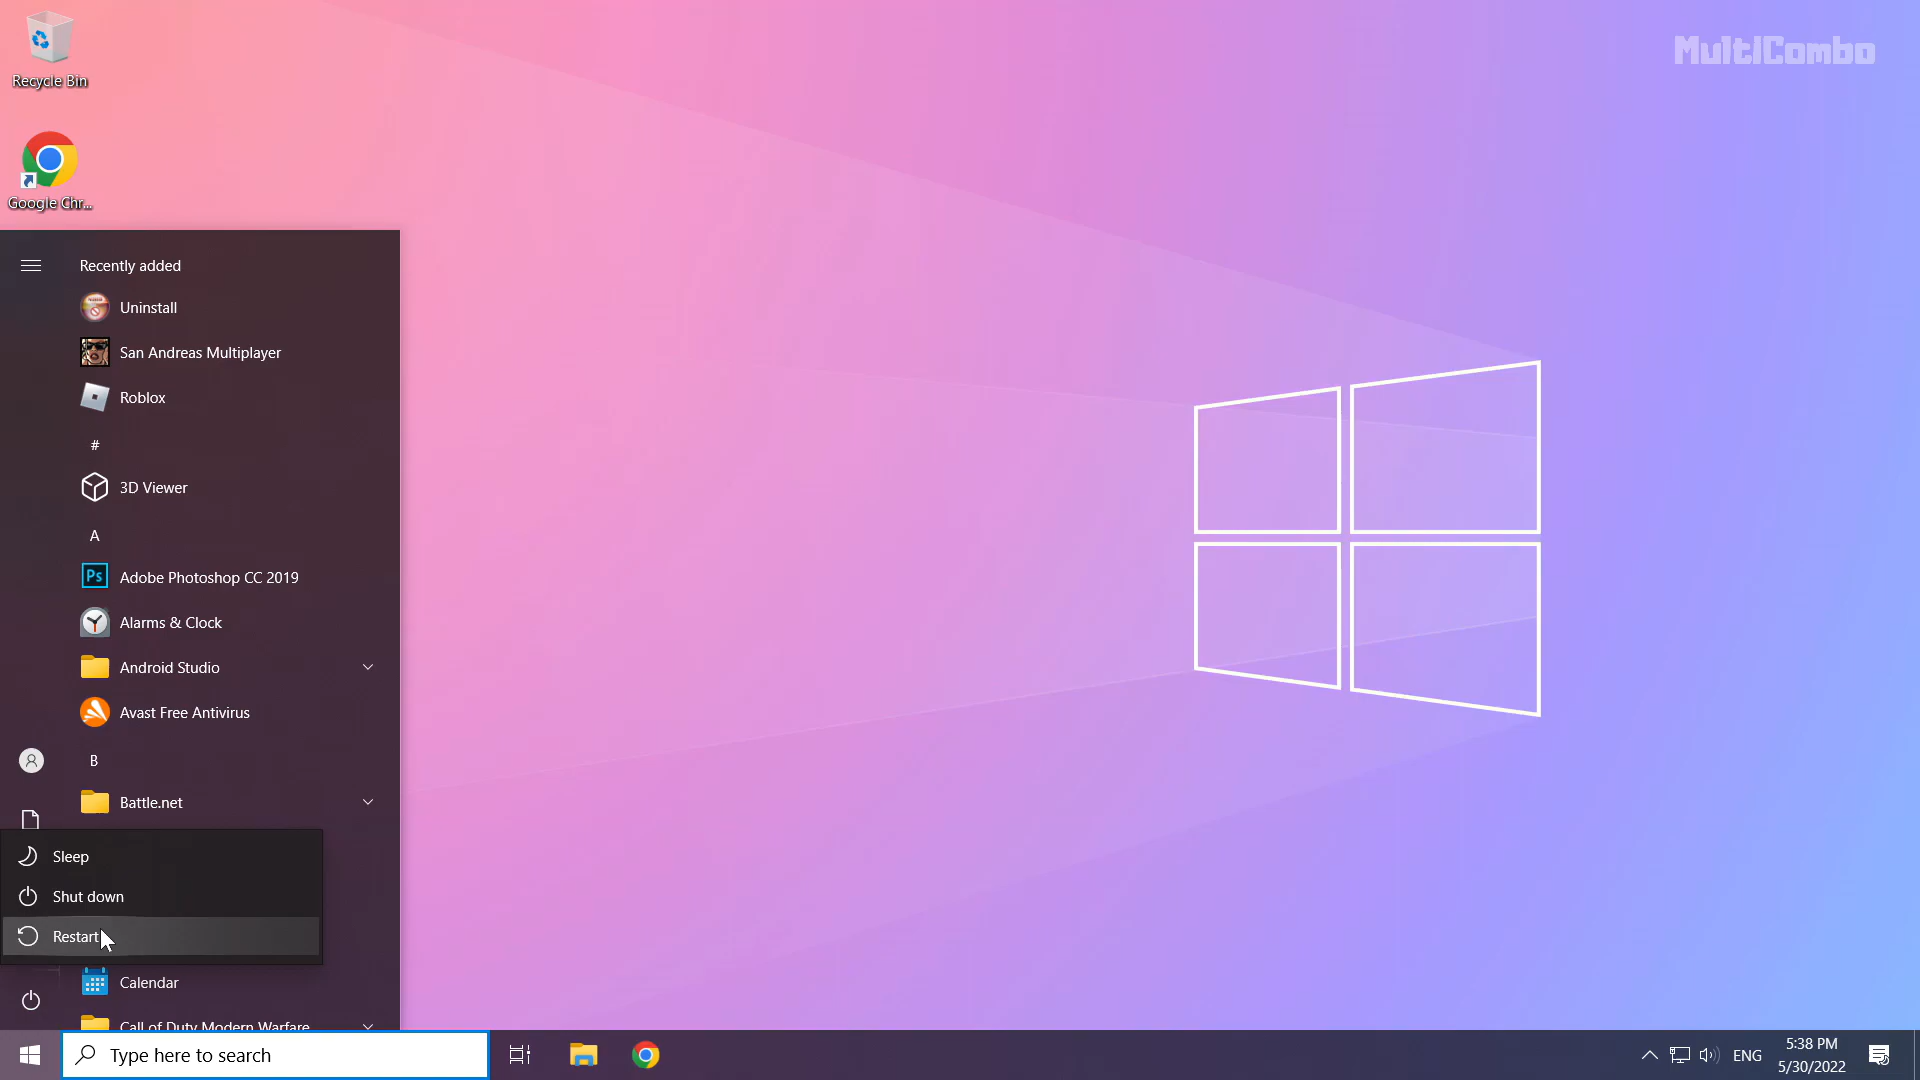 MultiCombo
Recycle Bin
Google Chr...
Recently added
Uninstall
San Andreas Multiplayer
Roblox
#
3D Viewer
A
Ps
Adobe Photoshop CC 2019
Alarms & Clock
Android Studio
Avast Free Antivirus
B
Battle.net
Sleep
Shut down
Restart
Calendar
Call of Duty Modern Warfare
Type here to search
ENG
5:38 PM
5/30/2022